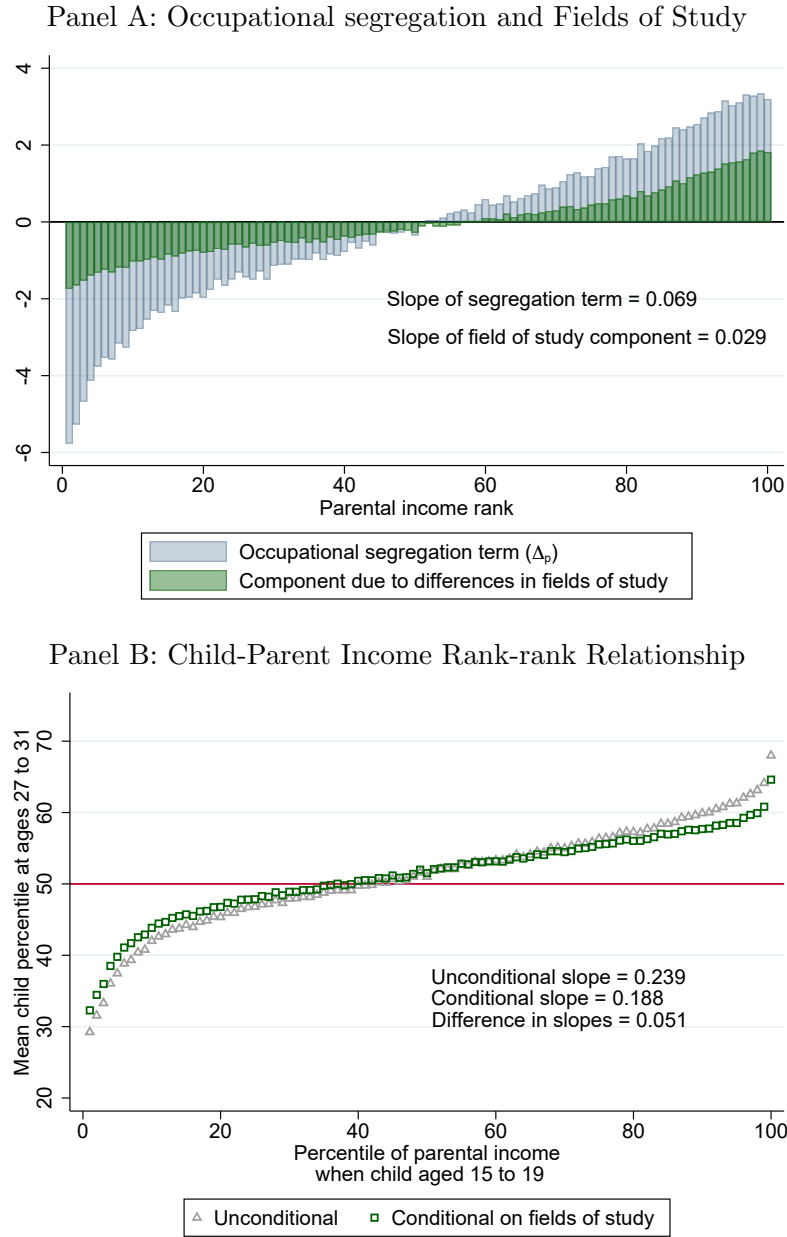 Panel A: Occupational segregation and Fields of Study
4
2
0
-2
-4
-6
Slope of segregation term = 0.069
Slope of field of study component = 0.029
0 20 40 60 80 100
Parental income rank
Occupational segregation term (Δp)
Component due to differences in fields of study
Panel B: Child-Parent Income Rank-rank Relationship
Mean child percentile at ages 27 to 31
70
60
50
40
30
20
Unconditional slope = 0.239
Conditional slope = 0.188
Difference in slopes = 0.051
0 20 40 60 80 100
Percentile of parental income
when child aged 15 to 19
Unconditional Conditional on fields of study